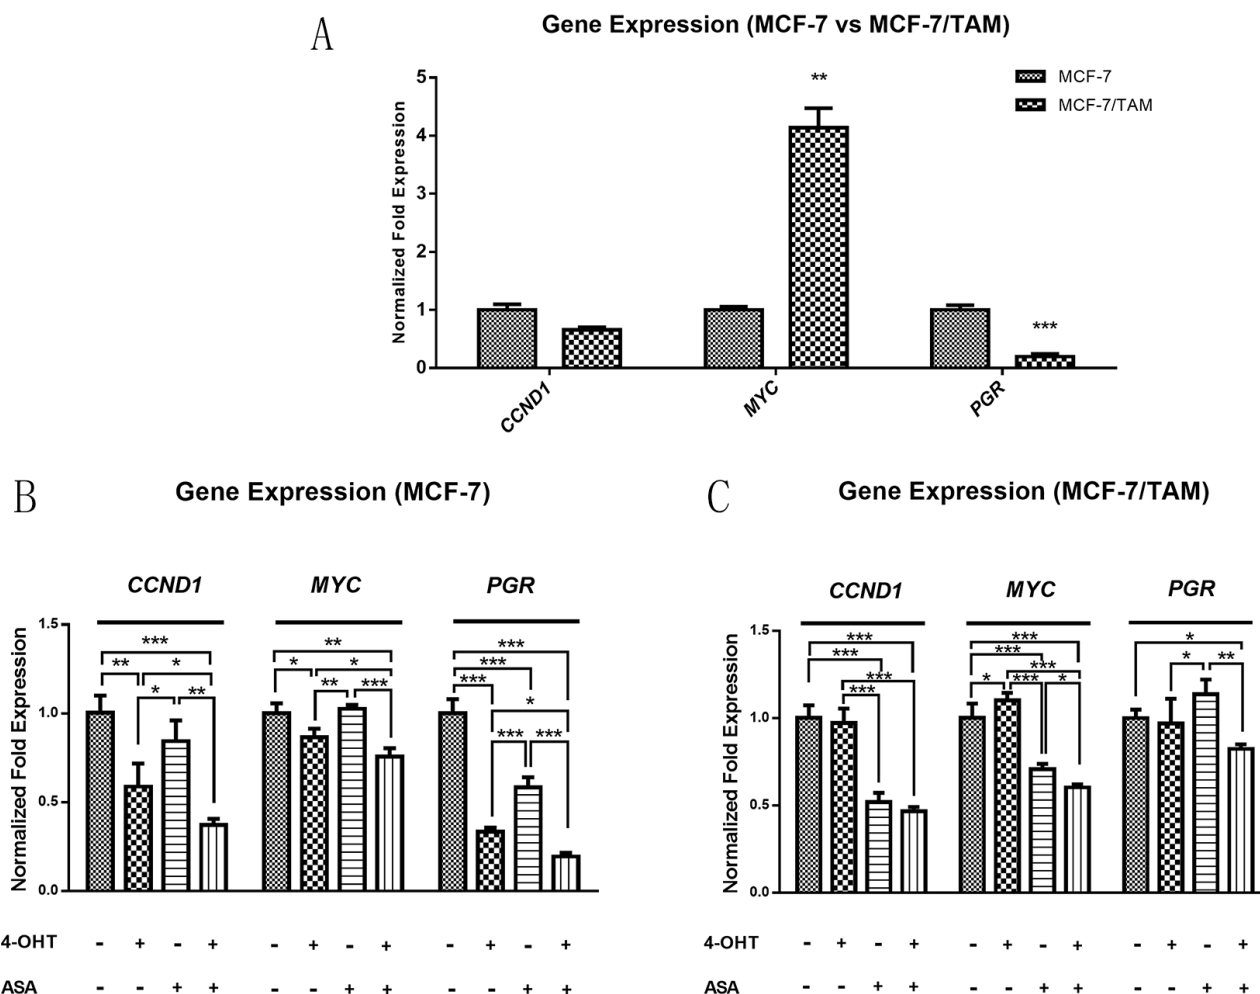 A
Gene Expression (MCF-7 vs MCF-7/TAM)
MCF-7
MCF-7/TAM
Normalized Fold Expression
5
4
3
2
1
0
**
***
CCND1
MYC
PGR
B
Gene Expression (MCF-7)
CCND1
MYC
PGR
Normalized Fold Expression
1.5
1.0
0.5
0.0
***
** *
* **
**
* *
** ***
***
***
***
*
*** ***
4-OHT - + - + - + - + - + - +
ASA - - + + - - + + - - + +
C
Gene Expression (MCF-7/TAM)
CCND1
MYC
PGR
Normalized Fold Expression
1.5
1.0
0.5
0.0
***
***
***
***
***
***
***
* *** *
*
* **
4-OHT - + - + - + - + - + - +
ASA - - + + - - + + - - + +